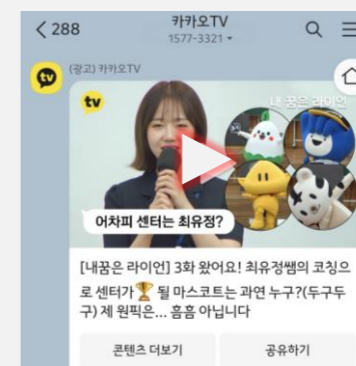 288
카카오TV
1577-3321
(광고) 카카오TV
tv
tv
내 꿈은 라이언
어차피 센터는 최유정?
[내꿈은 라이언] 3화 왔어요! 최유정쌤의 코칭으
로 센터가🏆 될 마스코트는 과연 누구?(두구두
구) 제 원픽은... 흠흠 아닙니다
콘텐츠 더보기
공유하기